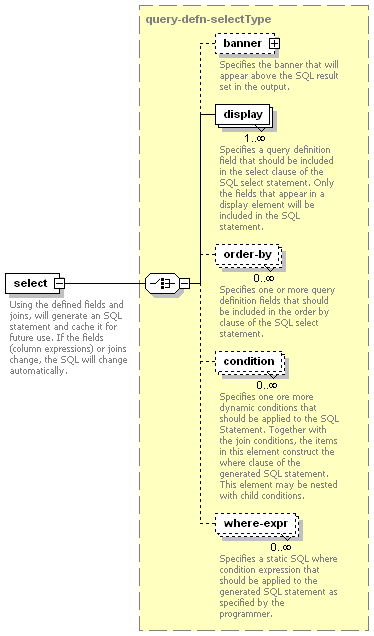 query-defn-selectType
banner
Specifies the banner that will
appear above the SQL result
set in the output.
display
1..∞
Specifies a query definition
field that should be included
in the select clause of the
SQL select statement. Only
the fields that appear in a
display element will be
included in the SQL
statement.
order-by
0..∞
Specifies one or more query
definition fields that should
be included in the order by
clause of the SQL select
statement.
select
Using the defined fields and
joins, will generate an SQL
statement and cache it for
future use. If the fields
(column expressions) or joins
change, the SQL will change
automatically.
condition
0..∞
Specifies one ore more
dynamic conditions that
should be applied to the SQL
Statement. Together with
the join conditions, the items
in this element construct the
where clause of the
generated SQL statement.
This element may be nested
with child conditions.
where-expr
0..∞
Specifies a static SQL where
condition expression that
should be applied to the
generated SQL statement as
specified by the
programmer.